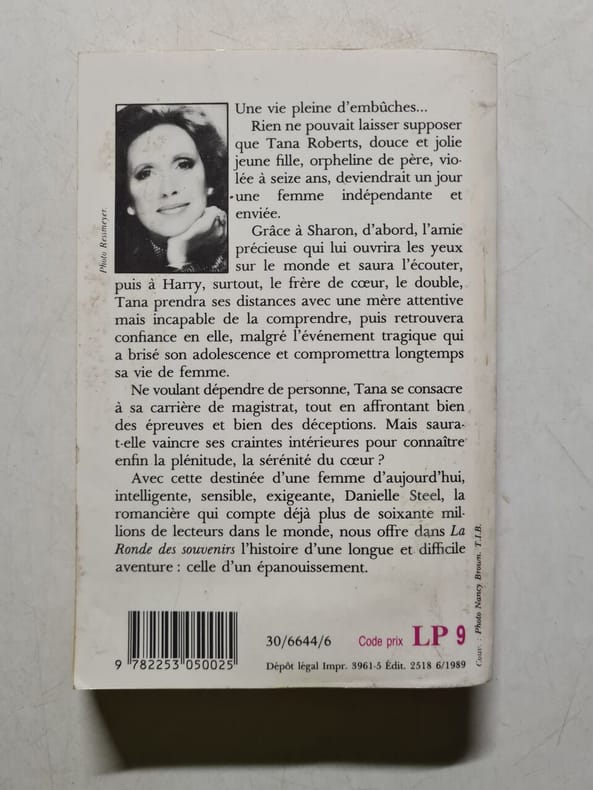 Une vie pleine d'embûches...
Rien ne pouvait laisser supposer
que Tana Roberts, douce et jolie
jeune fille, orpheline de père, vio-
lée à seize ans, deviendrait un jour
une femme indépendante et
enviée.
Grâce à Sharon, d'abord, l'amie
précieuse qui lui ouvrira les yeux
sur le monde et saura l'écouter,
puis à Harry, surtout, le frère de cœur, le double,
Tana prendra ses distances avec une mère attentive
mais incapable de la comprendre, puis retrouvera
confiance en elle, malgré l'événement tragique qui
a brisé son adolescence et compromettra longtemps
sa vie de femme.
Ne voulant dépendre de personne, Tana se consacre
à sa carrière de magistrat, tout en affrontant bien
des épreuves et bien des déceptions. Mais saura-
t-elle vaincre ses craintes intérieures pour connaître
enfin la plénitude, la sérénité du cœur ?
Avec cette destinée d'une femme d'aujourd'hui,
intelligente, sensible, exigeante, Danielle Steel, la
romancière qui compte déjà plus de soixante mil-
lions de lecteurs dans le monde, nous offre dans La
Ronde des souvenirs l'histoire d'une longue et difficile
aventure : celle d'un épanouissement.
Photo Ressmeyer.
Couv. : Photo Nancy Brown. T.I.B.
30/6644/6 Code prix LP 9
9 782253 050025
Dépôt légal Impr. 3961-5 Édit. 2518 6/1989